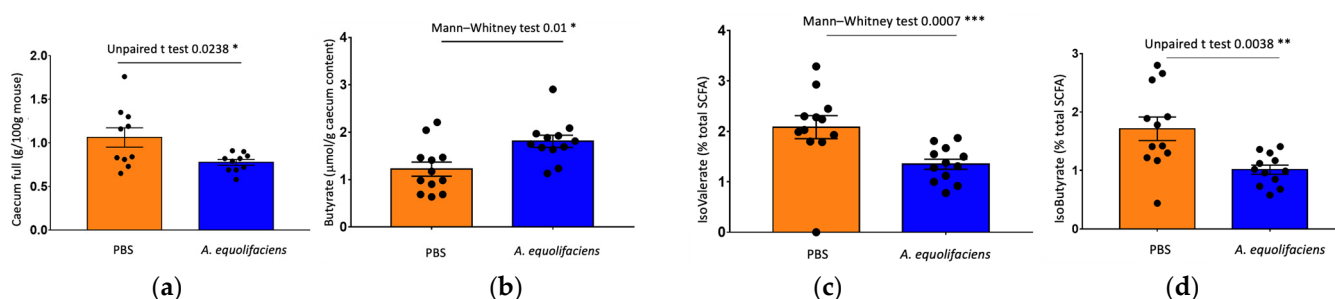 Unpaired t test 0.0238 *
Caecum full (g/100g mouse)
2.0
1.5
1.0
0.5
0.0
PBS
A. equolifaciens
(a)
Mann–Whitney test 0.01 *
Butyrate (µmol/g caecum content)
4
3
2
1
0
PBS
A. equolifaciens
(b)
Mann–Whitney test 0.0007 ***
IsoValerate (% total SCFA)
4
3
2
1
0
PBS
A. equolifaciens
(c)
Unpaired t test 0.0038 **
IsoButyrate (% total SCFA)
3
2
1
0
PBS
A. equolifaciens
(d)